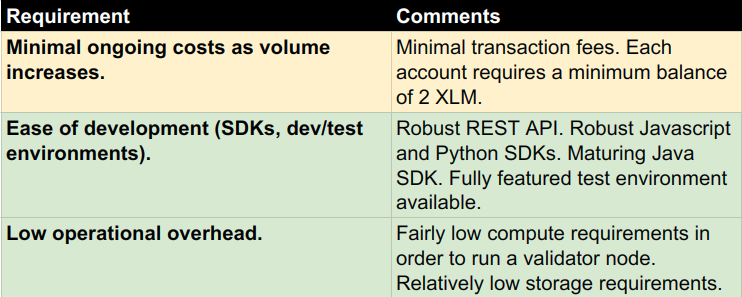 Requirement
Comments
Minimal ongoing costs as volume
increases.
Minimal transaction fees. Each
account requires a minimum balance
of 2 XLM.
Ease of development (SDKs, dev/test
environments).
Robust REST API. Robust Javascript
and Python SDKs. Maturing Java
SDK. Fully featured test environment
available.
Low operational overhead.
Fairly low compute requirements in
order to run a validator node.
Relatively low storage requirements.